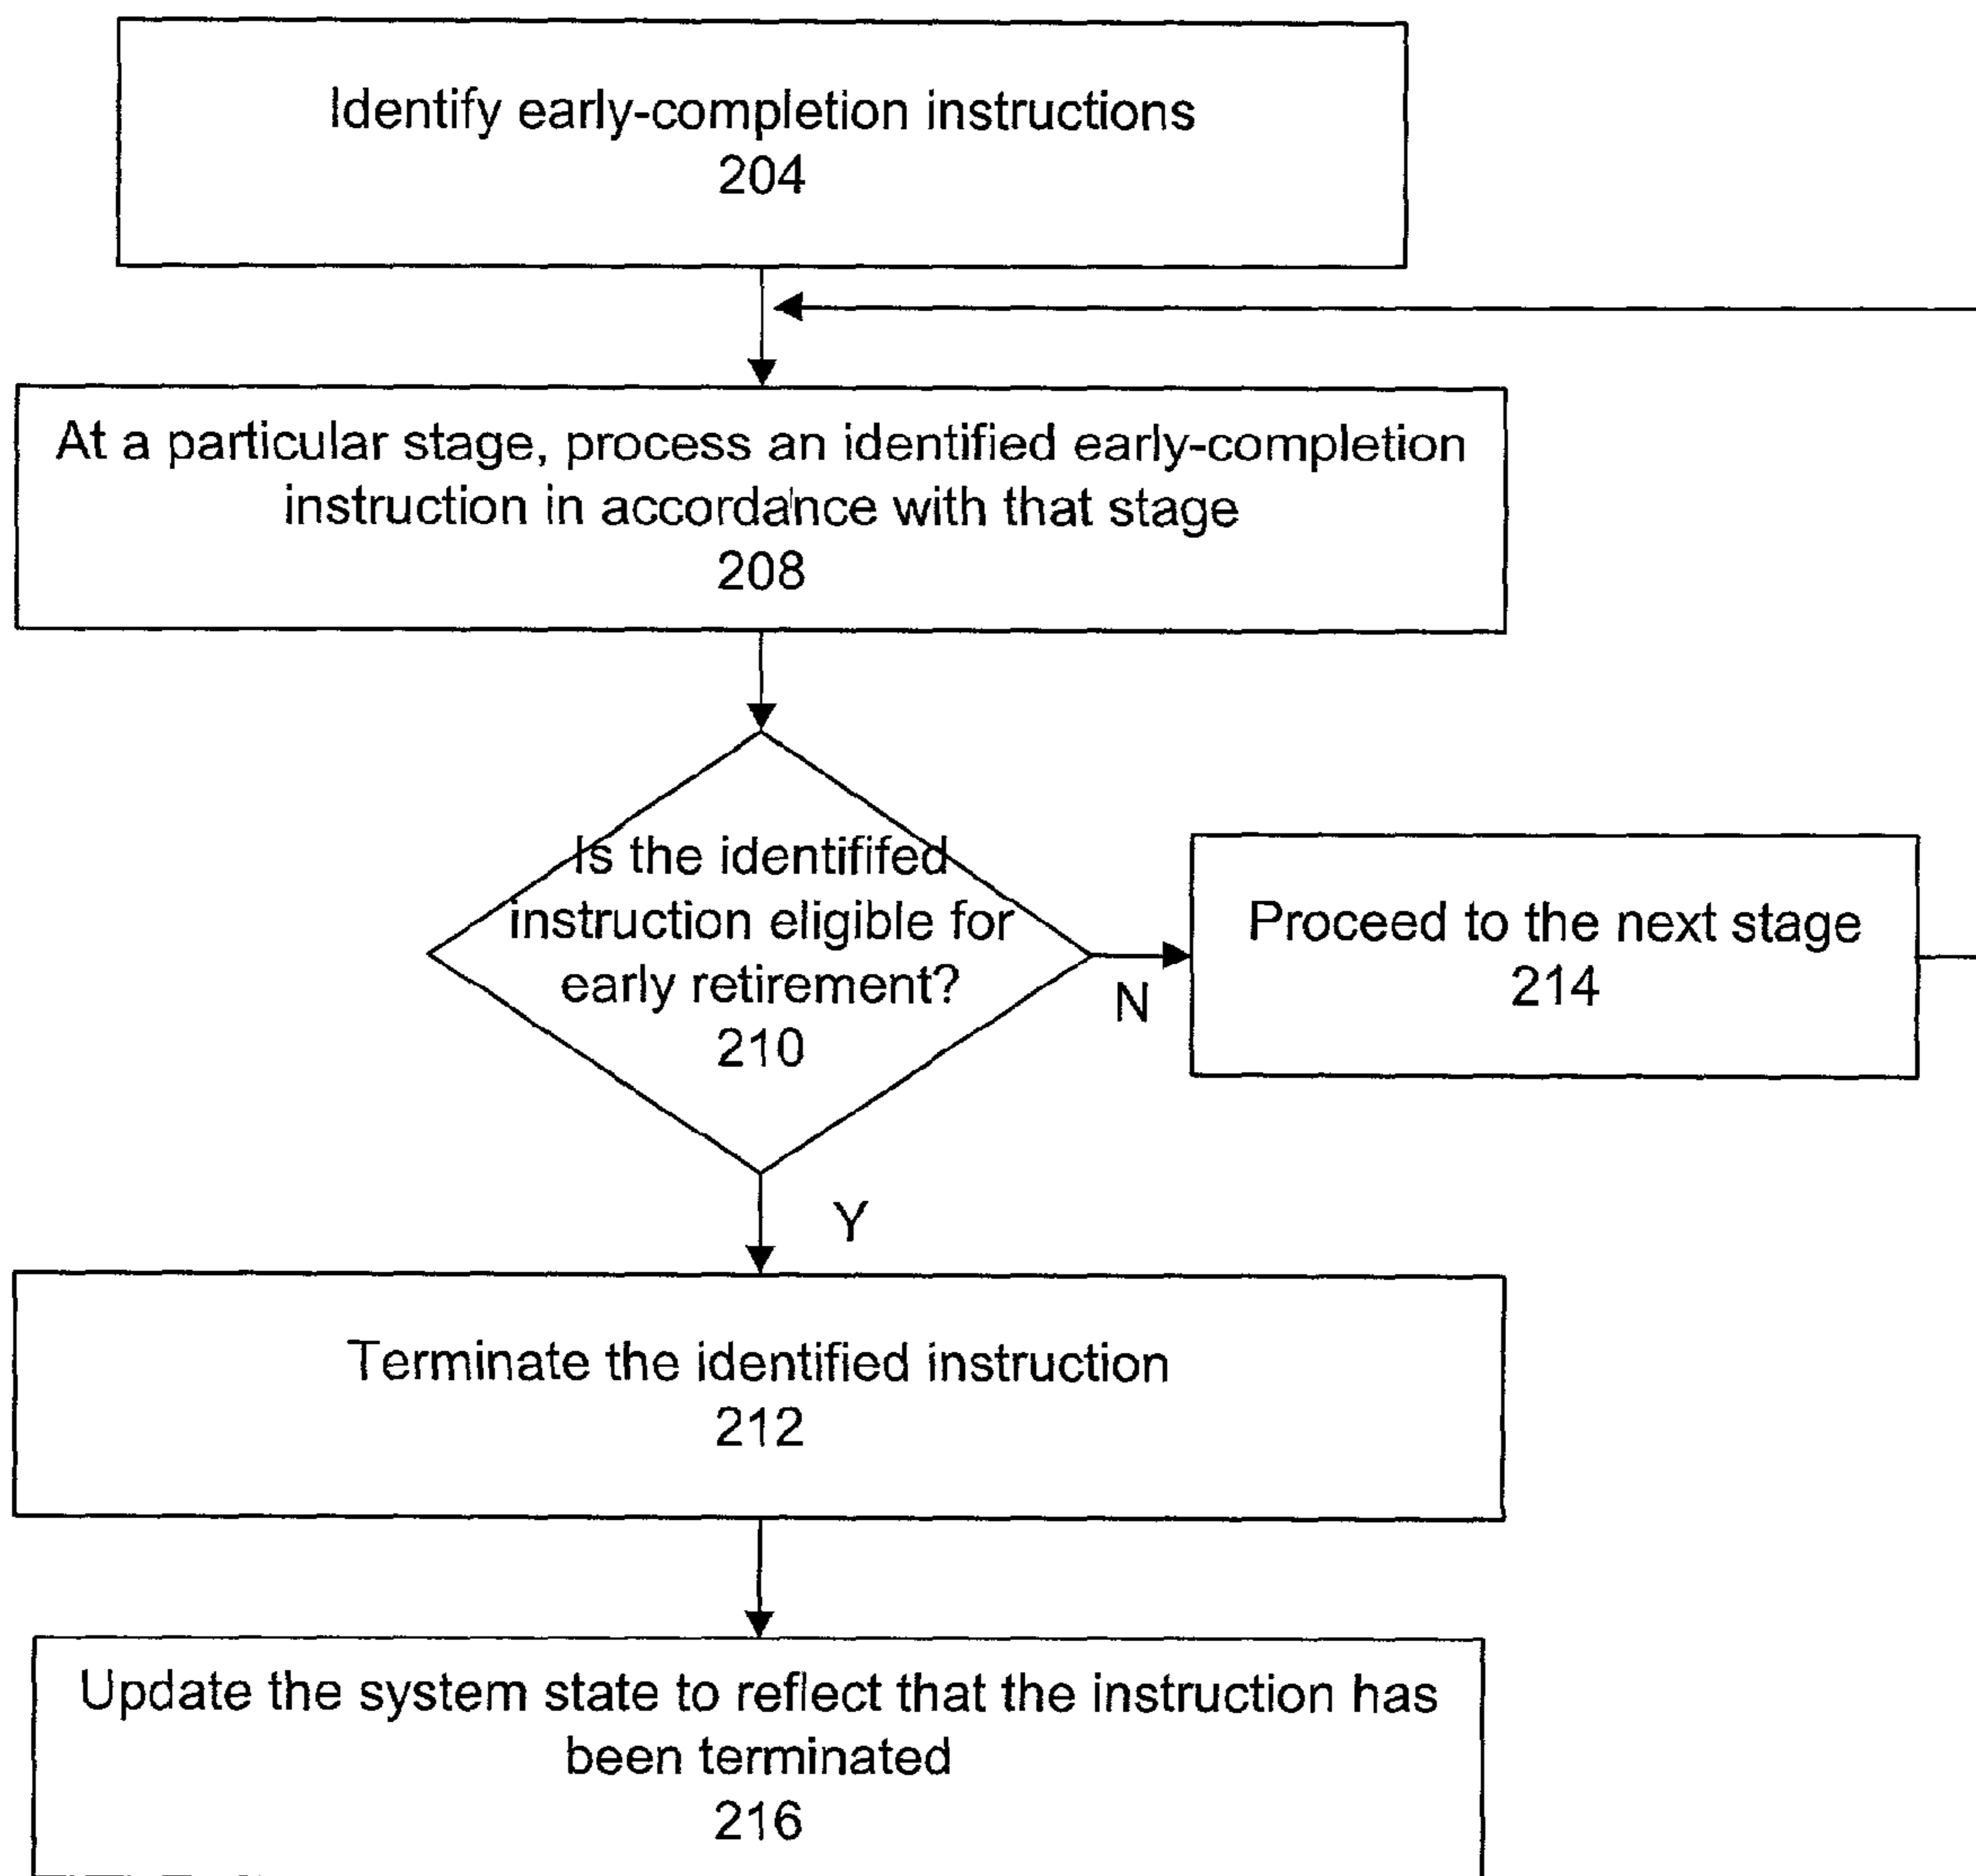 Identify early-completion instructions
204
At a particular stage, process an identified early-completion
instruction in accordance with that stage
208
Is the identififed
instruction eligible for
early retirement?
210
N
Proceed to the next stage
214
Y
Terminate the identified instruction
212
Update the system state to reflect that the instruction has
been terminated
216